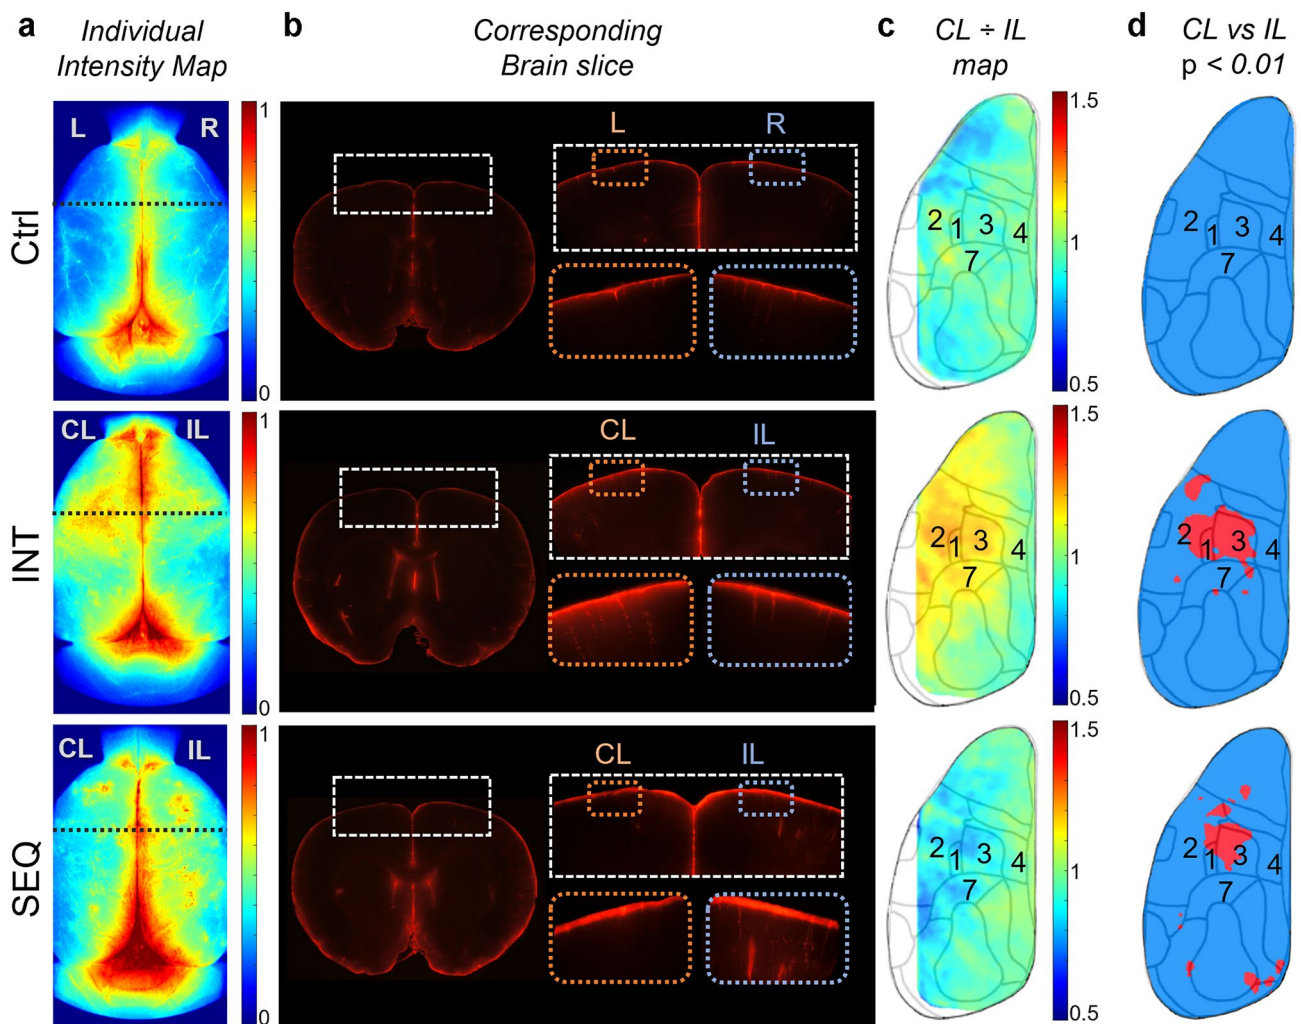 a Individual Intensity Map
b Corresponding Brain slice
c CL ÷ IL map
d CL vs IL p < 0.01
Ctrl
L R
1
0
L R
2 1 3 4
7
1.5
1
0.5
2 1 3 4
7
INT
CL IL
1
0
CL IL
2 1 3 4
7
1.5
1
0.5
2 1 3 4
7
SEQ
CL IL
1
0
CL IL
2 1 3 4
7
1.5
1
0.5
2 1 3 4
7